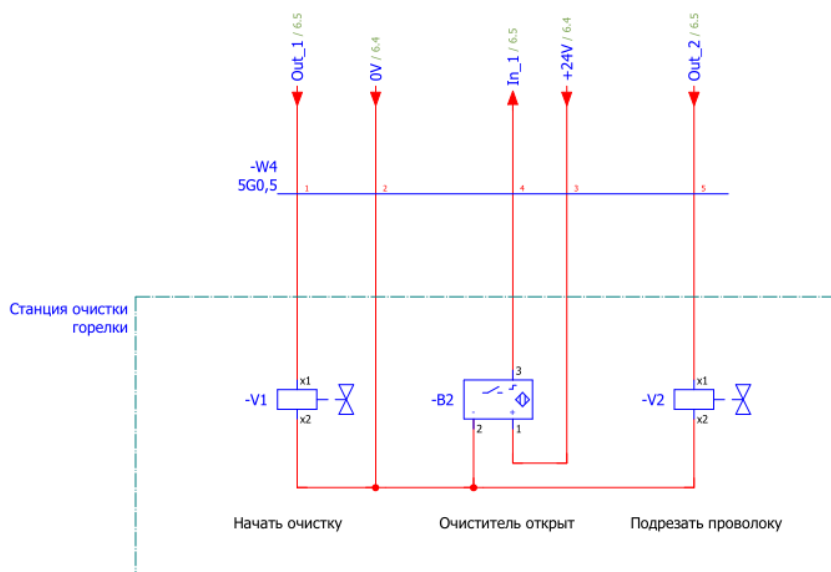 Out_1 / 6.5
0V / 6.4
In_1 / 6.5
+24V / 6.4
Out_2 / 6.5
-W4
5G0,5
1
2
4
3
5
Станция очистки
горелки
-V1
x1
x2
-B2
3
-
+
2
1
-V2
x1
x2
Начать очистку
Очиститель открыт
Подрезать проволоку